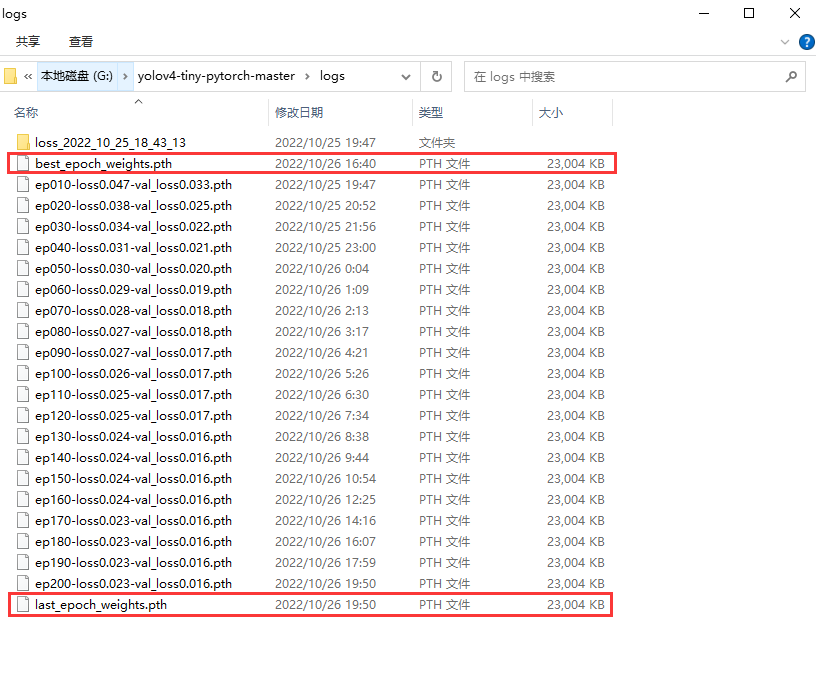 logs
共享 查看
« 本地磁盘 (G:) › yolov4-tiny-pytorch-master › logs 在 logs 中搜索
名称 修改日期 类型 大小
loss_2022_10_25_18_43_13 2022/10/25 19:47 文件夹
best_epoch_weights.pth 2022/10/26 16:40 PTH 文件 23,004 KB
ep010-loss0.047-val_loss0.033.pth 2022/10/25 19:47 PTH 文件 23,004 KB
ep020-loss0.038-val_loss0.025.pth 2022/10/25 20:52 PTH 文件 23,004 KB
ep030-loss0.034-val_loss0.022.pth 2022/10/25 21:56 PTH 文件 23,004 KB
ep040-loss0.031-val_loss0.021.pth 2022/10/25 23:00 PTH 文件 23,004 KB
ep050-loss0.030-val_loss0.020.pth 2022/10/26 0:04 PTH 文件 23,004 KB
ep060-loss0.029-val_loss0.019.pth 2022/10/26 1:09 PTH 文件 23,004 KB
ep070-loss0.028-val_loss0.018.pth 2022/10/26 2:13 PTH 文件 23,004 KB
ep080-loss0.027-val_loss0.018.pth 2022/10/26 3:17 PTH 文件 23,004 KB
ep090-loss0.027-val_loss0.017.pth 2022/10/26 4:21 PTH 文件 23,004 KB
ep100-loss0.026-val_loss0.017.pth 2022/10/26 5:26 PTH 文件 23,004 KB
ep110-loss0.025-val_loss0.017.pth 2022/10/26 6:30 PTH 文件 23,004 KB
ep120-loss0.025-val_loss0.017.pth 2022/10/26 7:34 PTH 文件 23,004 KB
ep130-loss0.024-val_loss0.016.pth 2022/10/26 8:38 PTH 文件 23,004 KB
ep140-loss0.024-val_loss0.016.pth 2022/10/26 9:44 PTH 文件 23,004 KB
ep150-loss0.024-val_loss0.016.pth 2022/10/26 10:54 PTH 文件 23,004 KB
ep160-loss0.024-val_loss0.016.pth 2022/10/26 12:25 PTH 文件 23,004 KB
ep170-loss0.023-val_loss0.016.pth 2022/10/26 14:16 PTH 文件 23,004 KB
ep180-loss0.023-val_loss0.016.pth 2022/10/26 16:07 PTH 文件 23,004 KB
ep190-loss0.023-val_loss0.016.pth 2022/10/26 17:59 PTH 文件 23,004 KB
ep200-loss0.023-val_loss0.016.pth 2022/10/26 19:50 PTH 文件 23,004 KB
last_epoch_weights.pth 2022/10/26 19:50 PTH 文件 23,004 KB